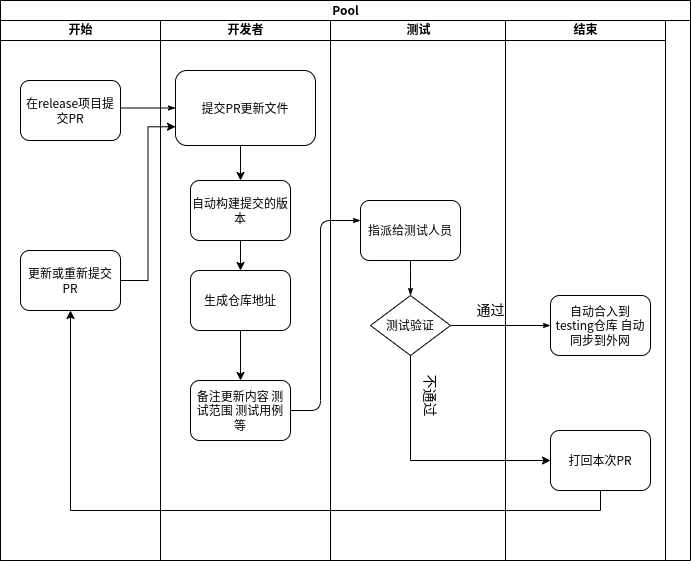 Pool
开始
开发者
测试
结束
在release项目提
交PR
提交PR更新文件
自动构建提交的版
本
指派给测试人员
更新或重新提交
PR
生成仓库地址
测试验证
通过
自动合入到
testing仓库 自动
同步到外网
备注更新内容 测
试范围 测试用例
等
不通过
打回本次PR